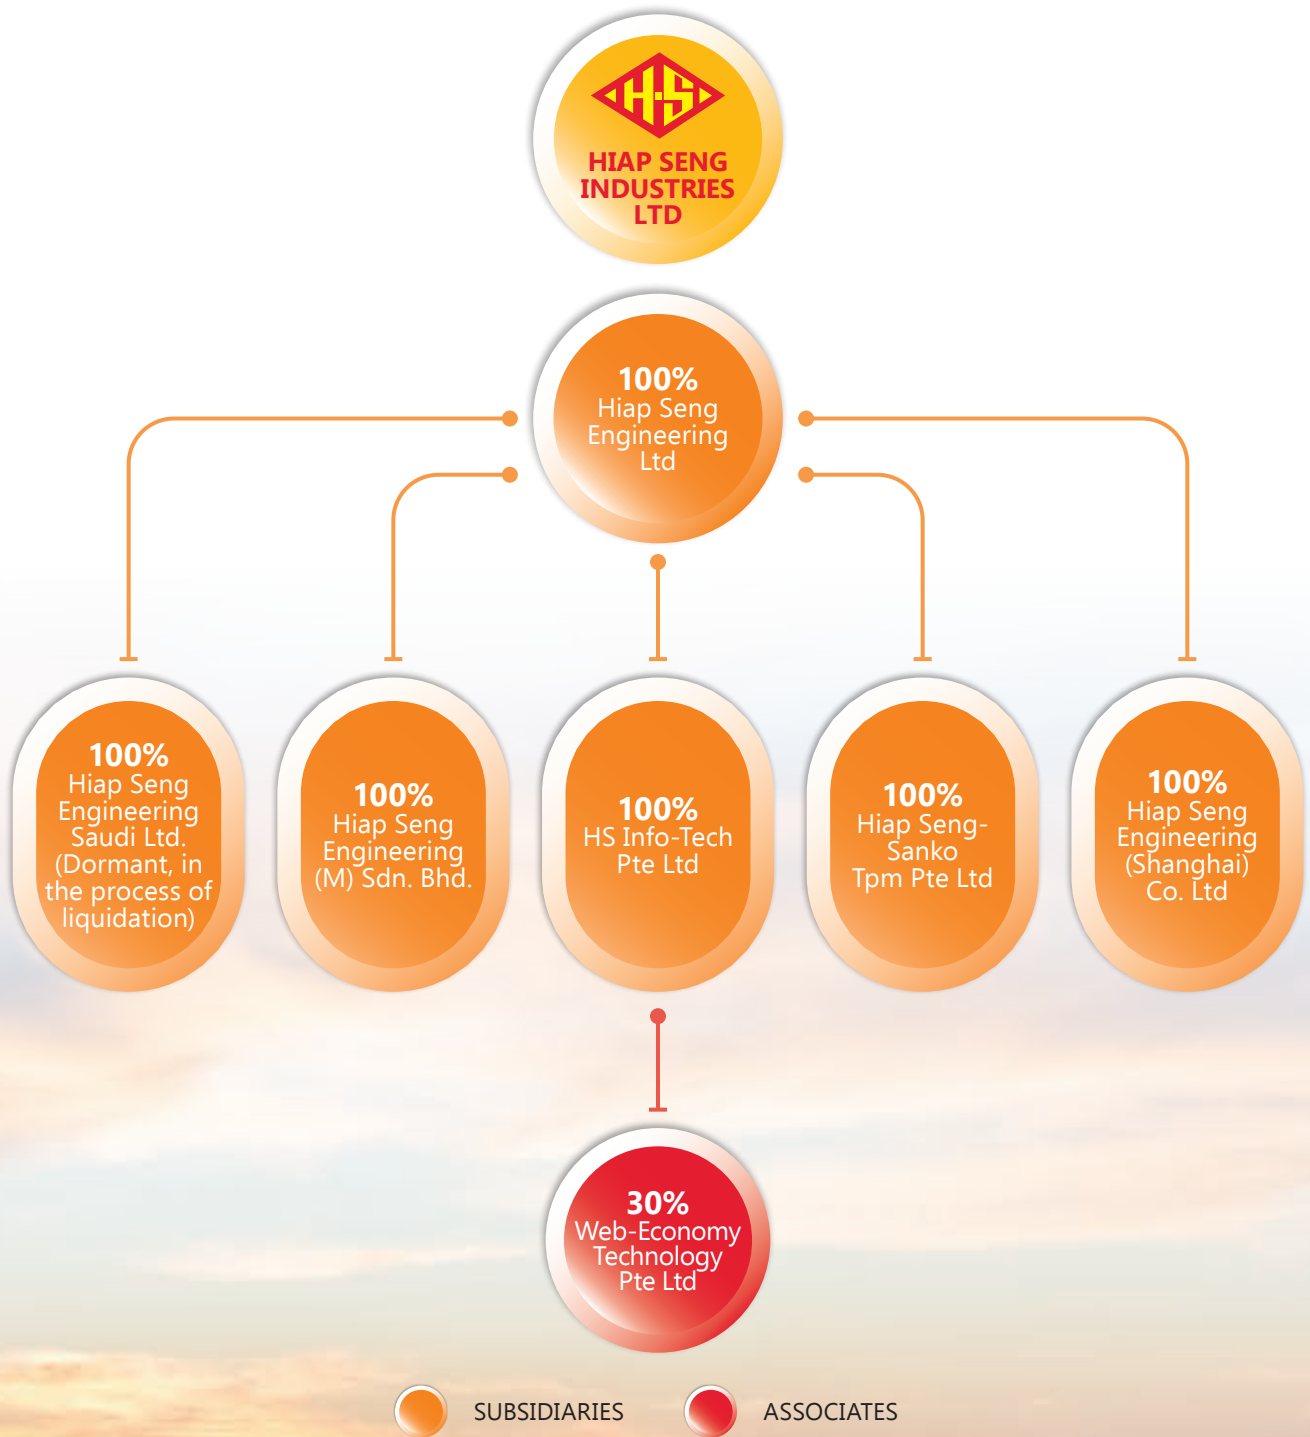 H-S
HIAP SENG
INDUSTRIES
LTD
100%
Hiap Seng
Engineering
Ltd
100%
Hiap Seng
Engineering
Saudi Ltd.
(Dormant, in
the process of
liquidation)
100%
Hiap Seng
Engineering
(M) Sdn. Bhd.
100%
HS Info-Tech
Pte Ltd
100%
Hiap Seng-
Sanko
Tpm Pte Ltd
100%
Hiap Seng
Engineering
(Shanghai)
Co. Ltd
30%
Web-Economy
Technology
Pte Ltd
SUBSIDIARIES
ASSOCIATES